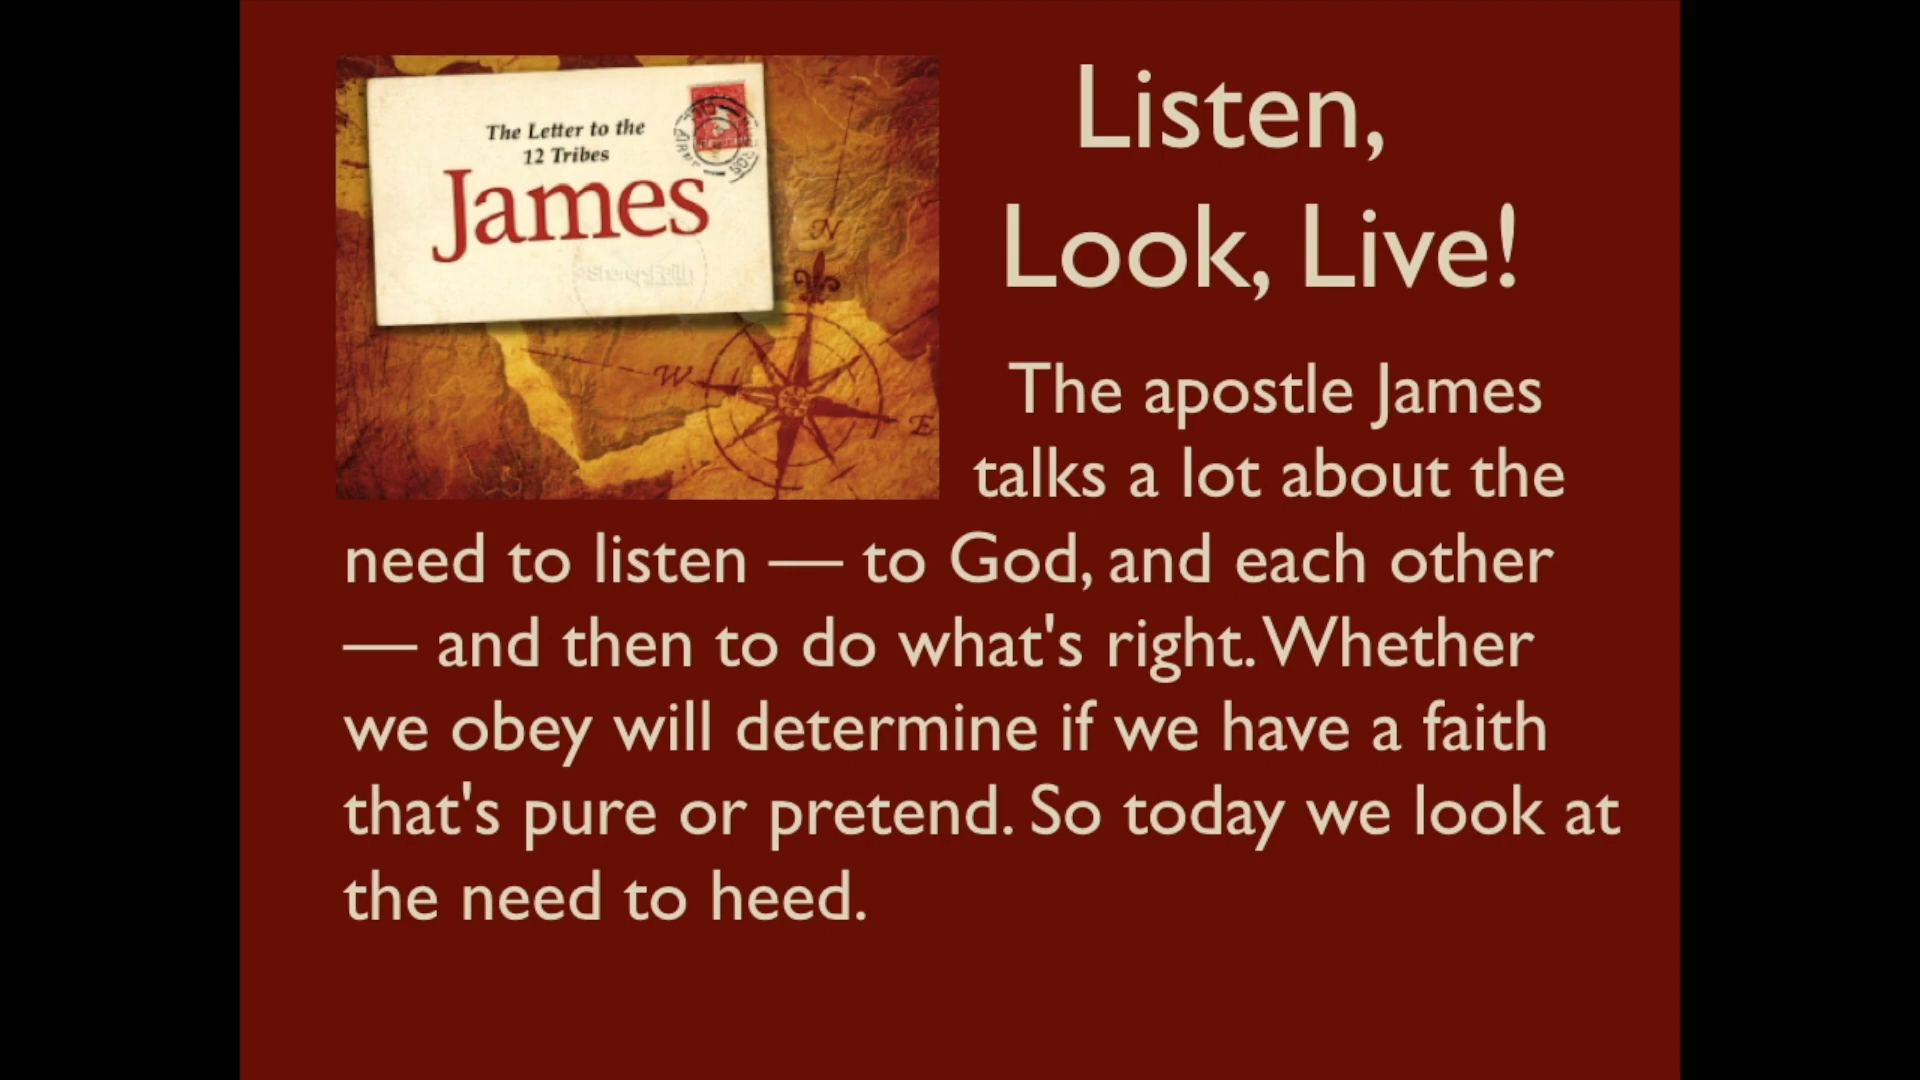 The Letter to the
12 Tribes
James
SharefFaith
N
W
E
Listen,
Look, Live!
The apostle James
talks a lot about the
need to listen — to God, and each other
— and then to do what's right. Whether
we obey will determine if we have a faith
that's pure or pretend. So today we look at
the need to heed.